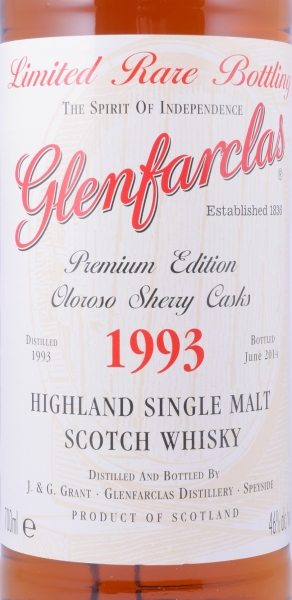 Limited Rare Bottling
THE SPIRIT OF INDEPENDENCE
Glenfarclas®
Established 1836
Premium Edition
Oloroso Sherry Casks
DISTILLED
1993
1993
BOTTLED
June 2014
HIGHLAND SINGLE MALT
SCOTCH WHISKY
DISTILLED AND BOTTLED BY
J. & G. GRANT · GLENFARCLAS DISTILLERY · SPEYSIDE
700ml e
PRODUCT OF SCOTLAND
46%